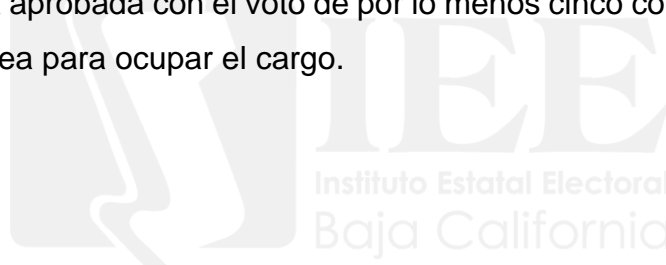 aprobada con el voto de por lo menos cinco co
ea para ocupar el cargo.
IEE
Instituto Estatal Electoral
Baja California